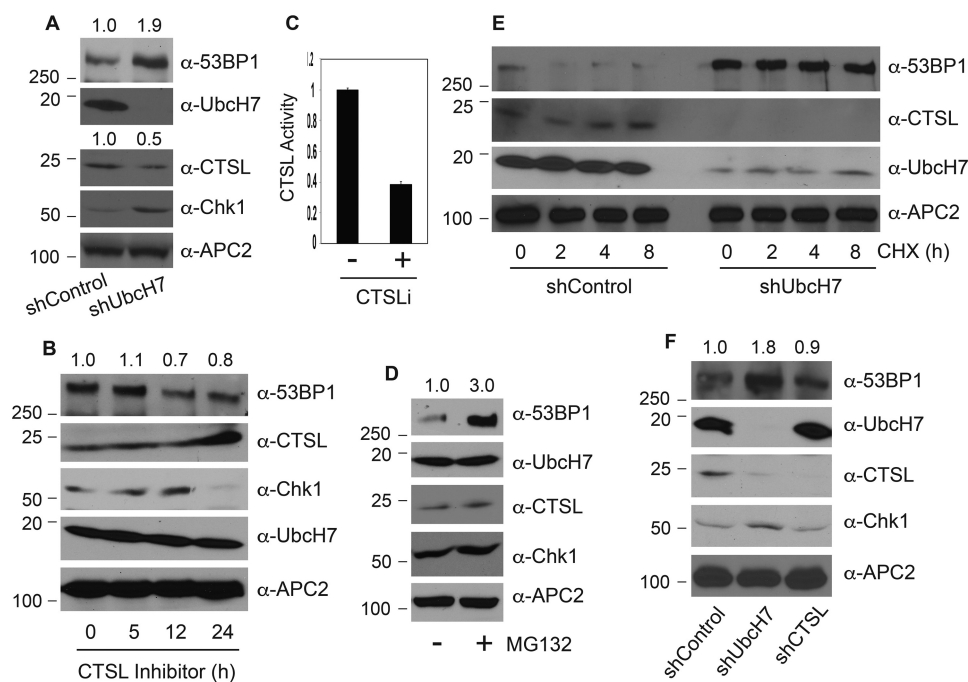 A
1.0 1.9
α-53BP1
250
20
α-UbcH7
1.0 0.5
25
α-CTSL
α-Chk1
50
α-APC2
100
shControl
shUbcH7
B
1.0 1.1 0.7 0.8
α-53BP1
250
25
α-CTSL
α-Chk1
50
20
α-UbcH7
α-APC2
100
0 5 12 24
CTSL Inhibitor (h)
C
CTSL Activity
1.2
1
0.8
0.6
0.4
0.2
0
- +
CTSLi
D
1.0 3.0
α-53BP1
250
20
α-UbcH7
25
α-CTSL
α-Chk1
50
α-APC2
100
- + MG132
E
α-53BP1
250
25
α-CTSL
20
α-UbcH7
α-APC2
100
0 2 4 8 0 2 4 8 CHX (h)
shControl shUbcH7
F
1.0 1.8 0.9
α-53BP1
250
20
α-UbcH7
25
α-CTSL
α-Chk1
50
α-APC2
100
shControl
shUbcH7
shCTSL